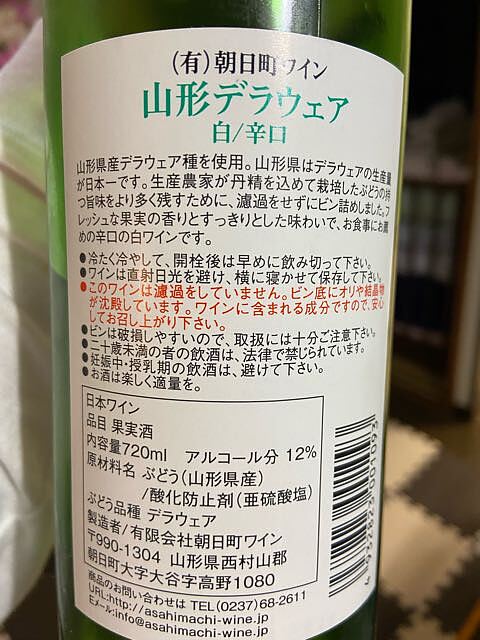 (有)朝日町ワイン
山形デラウェア
白/辛口
山形県産デラウェア種を使用。山形県はデラウェアの生産量
が日本一です。生産農家が丹精を込めて栽培したぶどうの持
つ旨味をより多く残すために、濾過をせずにビン詰めしました。フ
レッシュな果実の香りとすっきりとした味わいで、お食事にお薦
めの辛口の白ワインです。
●冷たく冷やして、開栓後は早めに飲み切って下さい。
●ワインは直射日光を避け、横に寝かせて保存して下さい。
●このワインは濾過をしていません。ビン底にオリや結晶物
が沈殿しています。ワインに含まれる成分ですので、安心
してお召し上がり下さい。
●ビンは破損しやすいので、取扱には十分ご注意下さい。
●二十歳未満の者の飲酒は、法律で禁じられています。
●妊娠中・授乳期の飲酒は、避けて下さい。
●お酒は楽しく適量を。
日本ワイン
品目 果実酒
内容量720ml アルコール分 12%
原材料名 ぶどう(山形県産)
/酸化防止剤(亜硫酸塩)
ぶどう品種 デラウェア
製造者/有限会社朝日町ワイン
〒990-1304 山形県西村山郡
朝日町大字大谷字高野1080
商品のお問い合わせは TEL(0237)68-2611
URL:http://asahimachi-wine.jp
Eメール:info@asahimachi-wine.jp